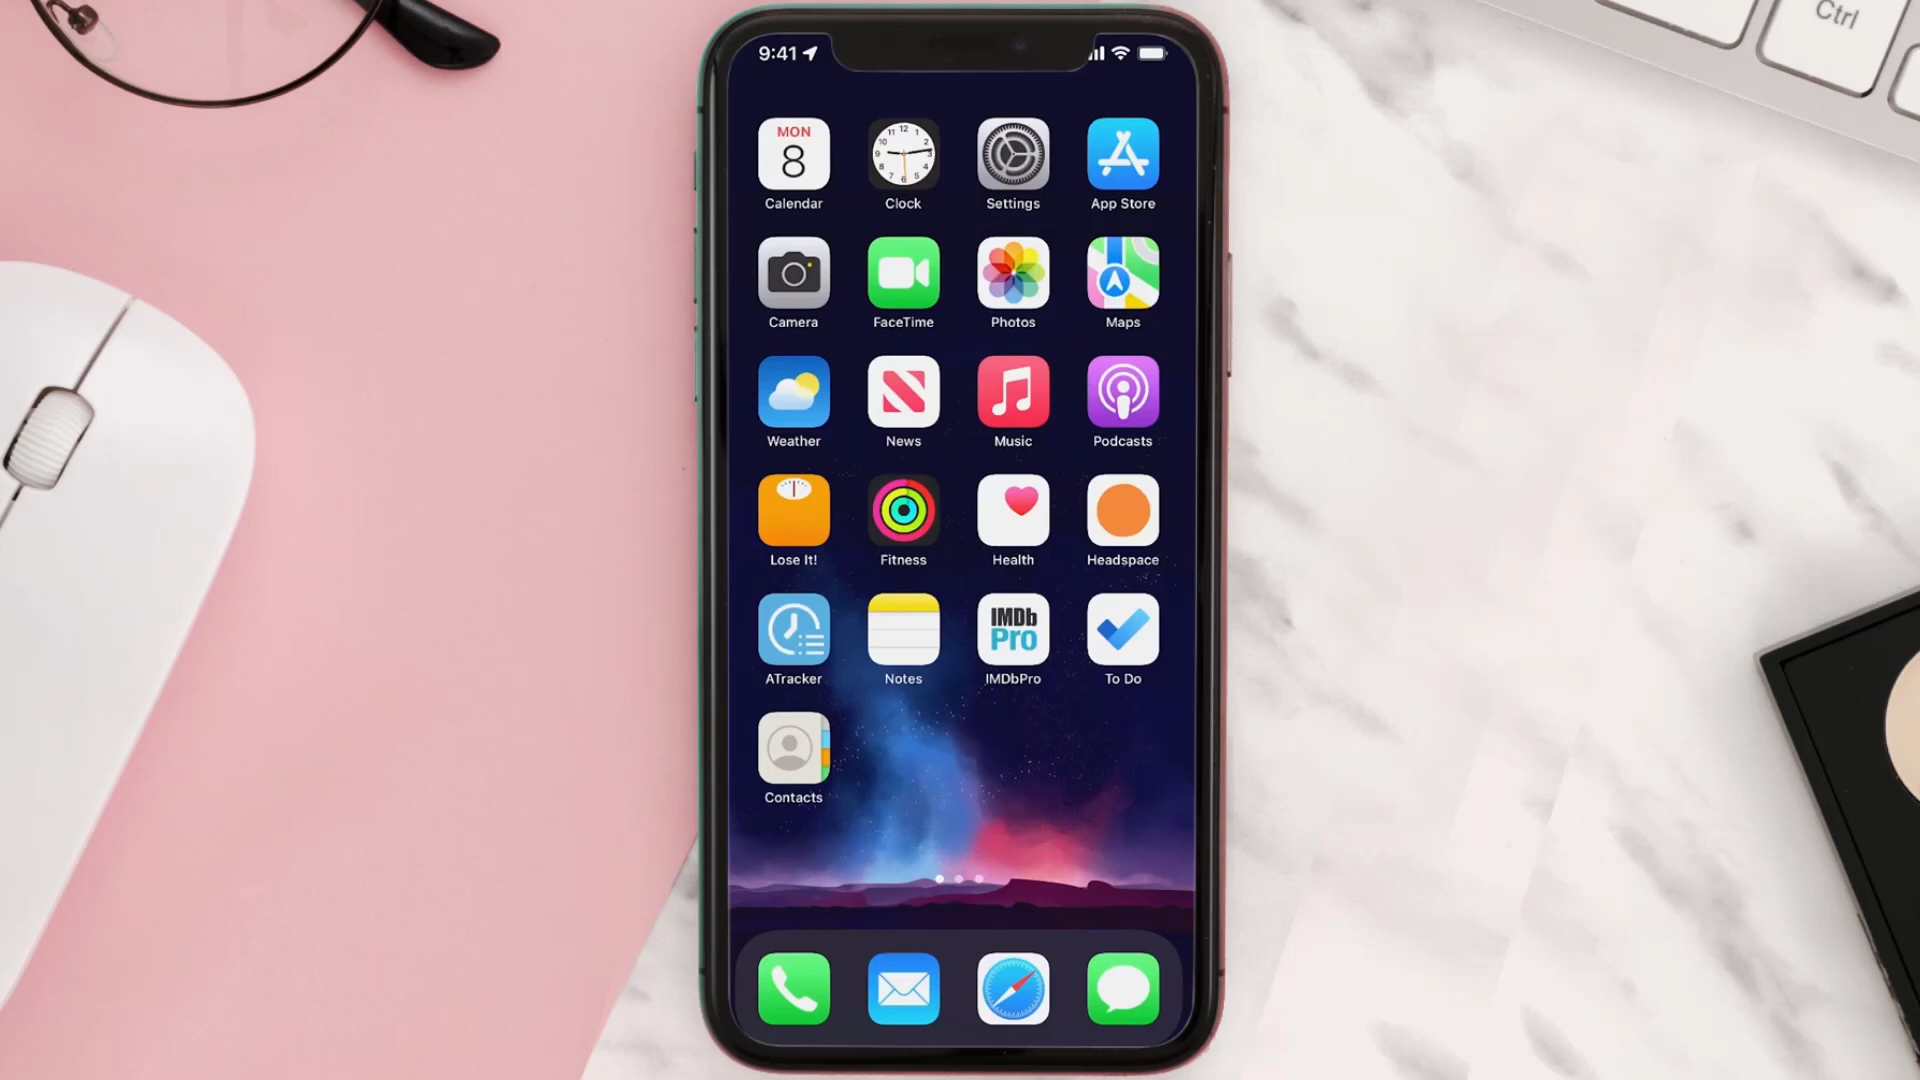 Ctrl
9:41
MON
8
Calendar Clock Settings App Store
Camera FaceTime Photos Maps
Weather News Music Podcasts
Lose It! Fitness Health Headspace
IMDb
Pro
ATracker Notes IMDbPro To Do
Contacts